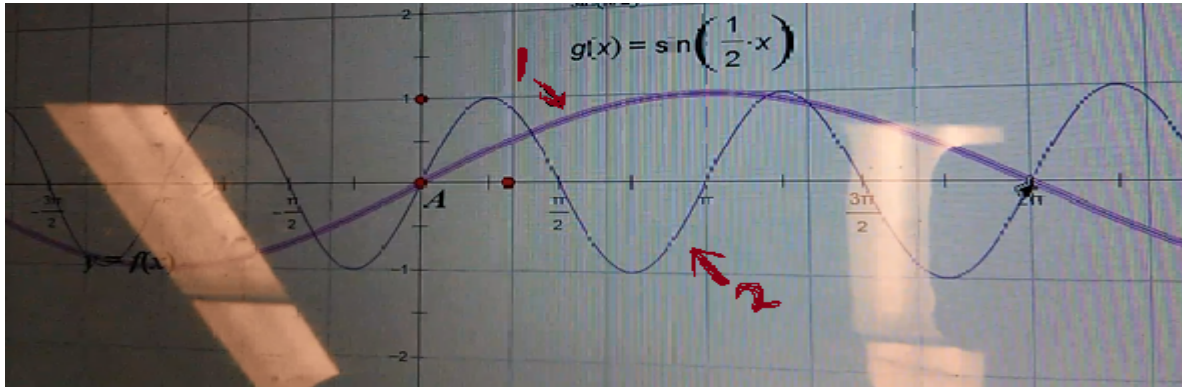 2
g(x) = sin(1/2·x)
1
1
A
-3π/2
-π/2
π/2
π
3π/2
2π
y = f(x)
-1
2
-2